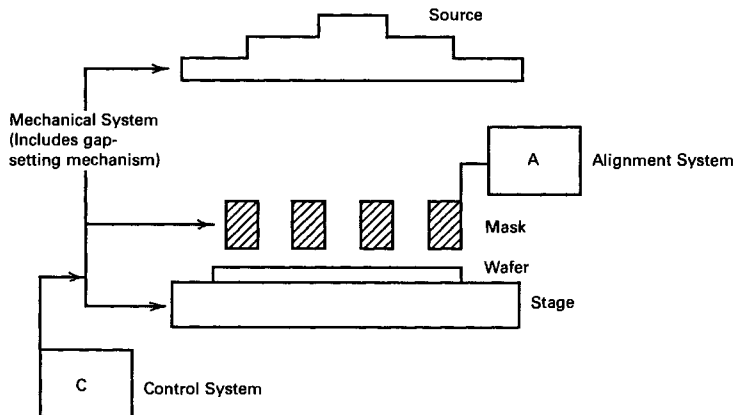 Source
Mechanical System
(Includes gap-
setting mechanism)
A
Alignment System
Mask
Wafer
Stage
C
Control System